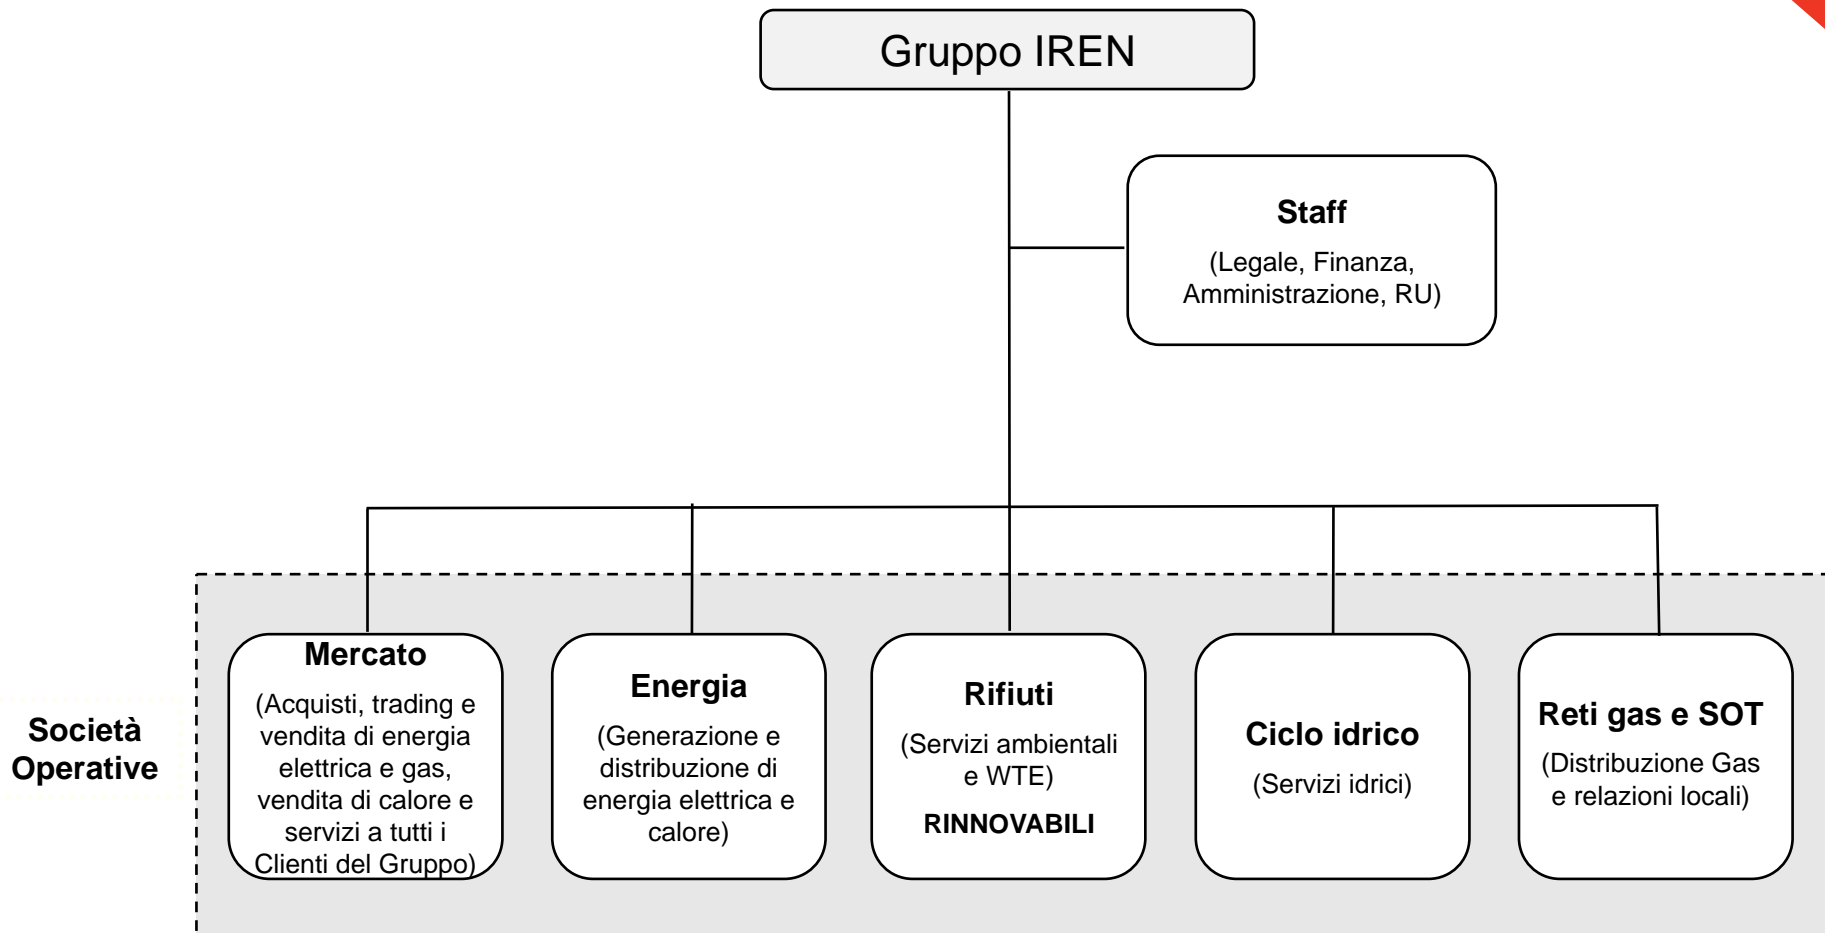 Gruppo IREN
Staff
(Legale, Finanza,
Amministrazione, RU)
Società
Operative
Mercato
(Acquisti, trading e
vendita di energia
elettrica e gas,
vendita di calore e
servizi a tutti i
Clienti del Gruppo)
Energia
(Generazione e
distribuzione di
energia elettrica e
calore)
Rifiuti
(Servizi ambientali
e WTE)
RINNOVABILI
Ciclo idrico
(Servizi idrici)
Reti gas e SOT
(Distribuzione Gas
e relazioni locali)